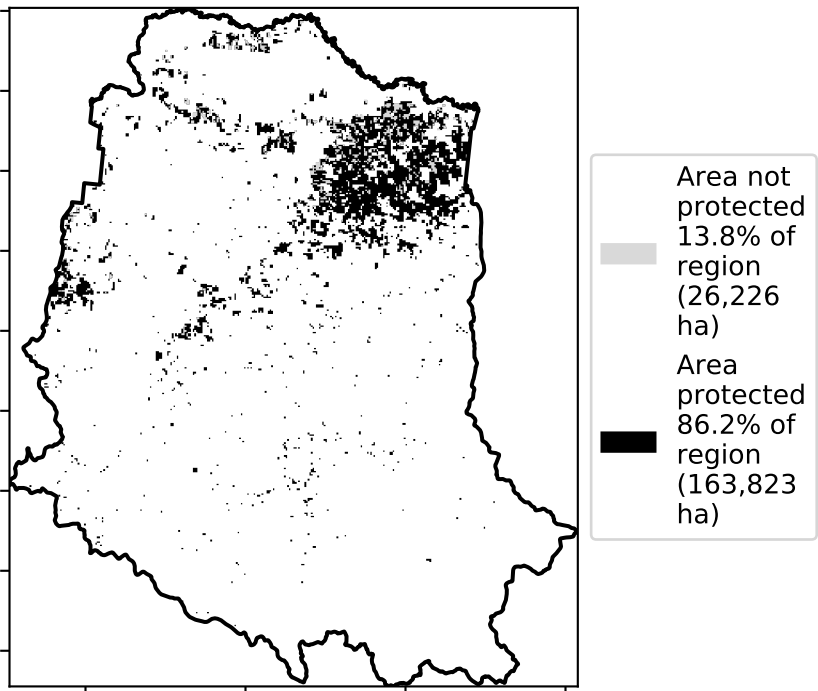 Area not
protected
13.8% of
region
(26,226
ha)
Area
protected
86.2% of
region
(163,823
ha)